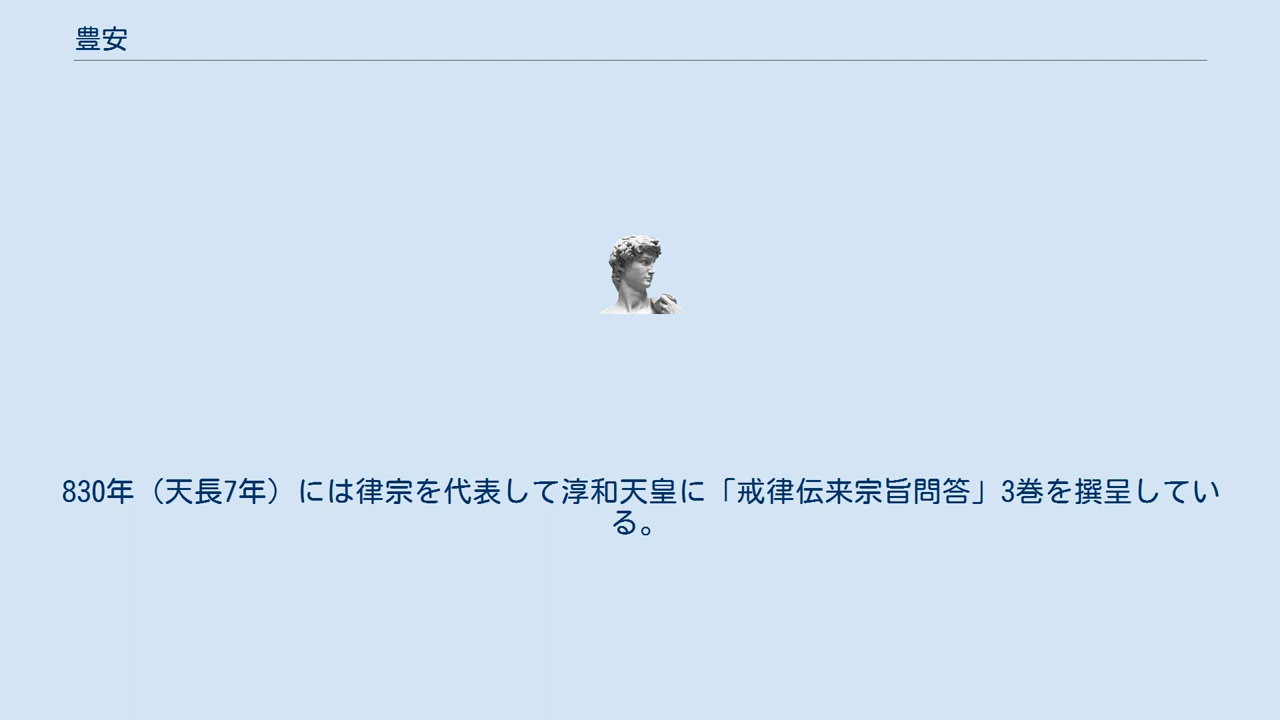 豊安
830年（天長7年）には律宗を代表して淳和天皇に「戒律伝来宗旨問答」3巻を撰呈してい
る。